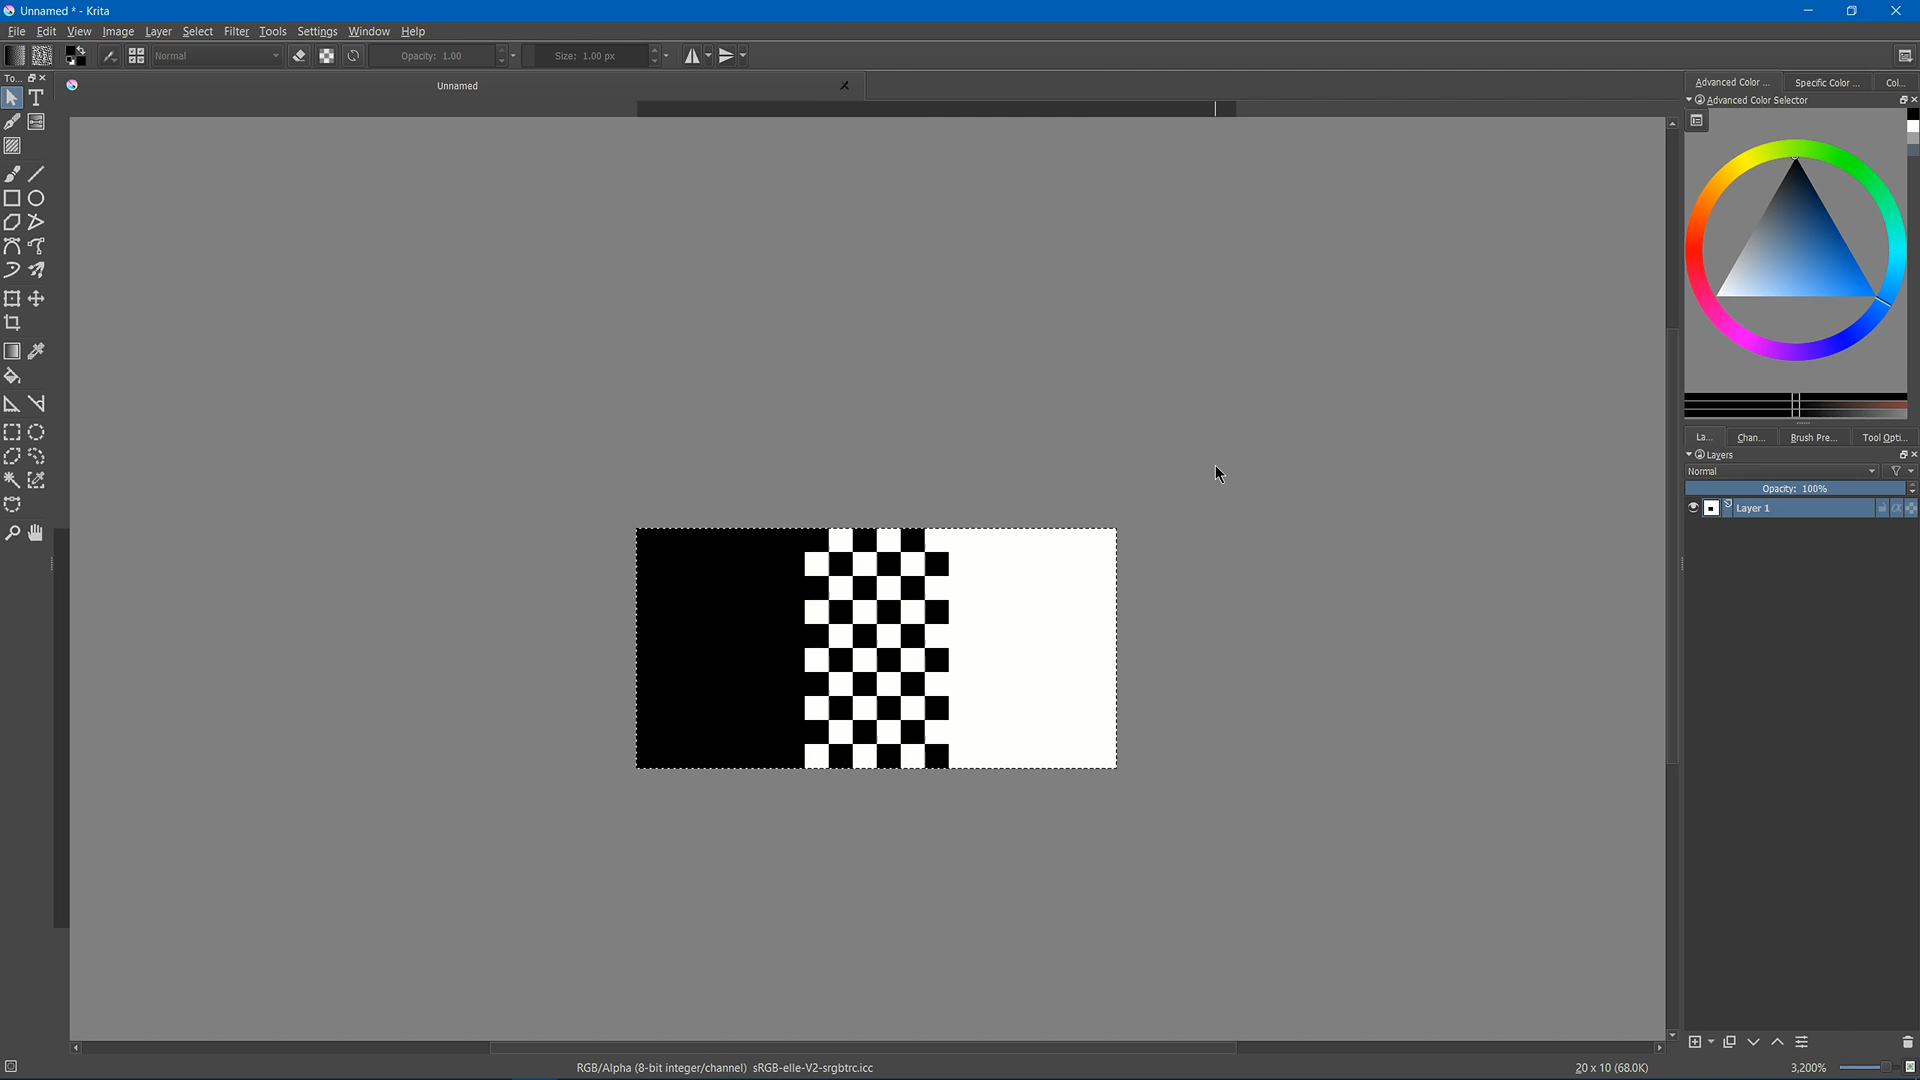 Unnamed * - Krita
File Edit View Image Layer Select Filter Tools Settings Window Help
Normal Opacity: 1.00 Size: 1.00 px
To...
Unnamed
Advanced Color ... Specific Color ... Col...
Advanced Color Selector
La... Chan... Brush Pre... Tool Opti...
Layers
Normal
Opacity: 100%
Layer 1
RGB/Alpha (8-bit integer/channel) sRGB-elle-V2-srgbtrc.icc 20 x 10 (68.0K) 3,200%